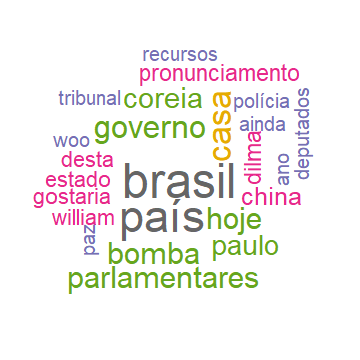 recursos
pronunciamento
tribunal
coreia
casa
polícia
deputados
governo
ainda
woo
desta
dilma
ano
estado
brasil
gostaria
china
william
país
hoje
paz
bomba
paulo
parlamentares